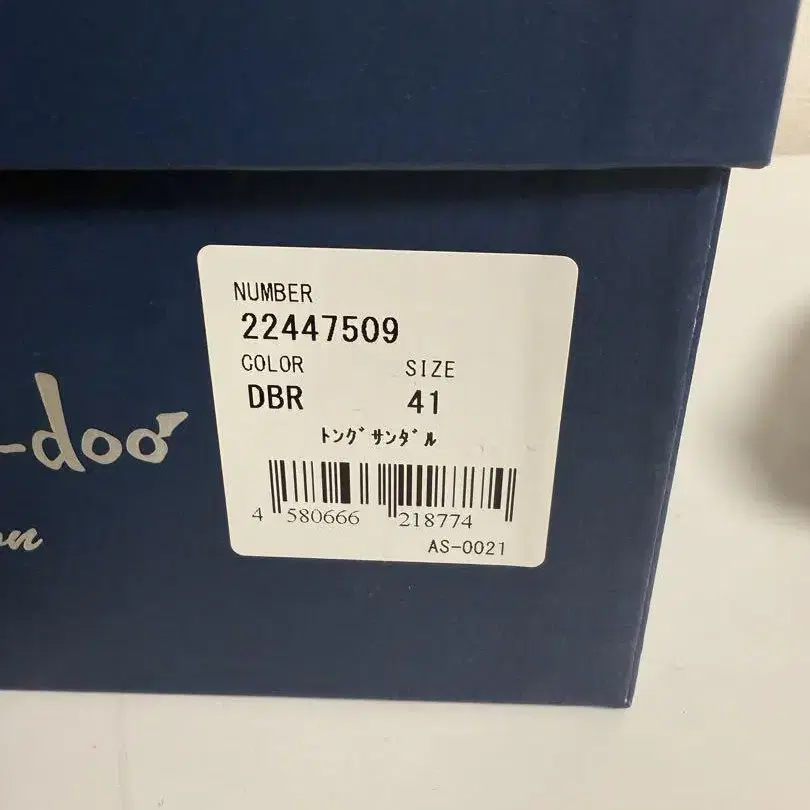 NUMBER
22447509
COLOR SIZE
DBR 41
ﾄﾝｸﾞｻﾝﾀﾞﾙ
4 580666 218774
AS-0021
-doo